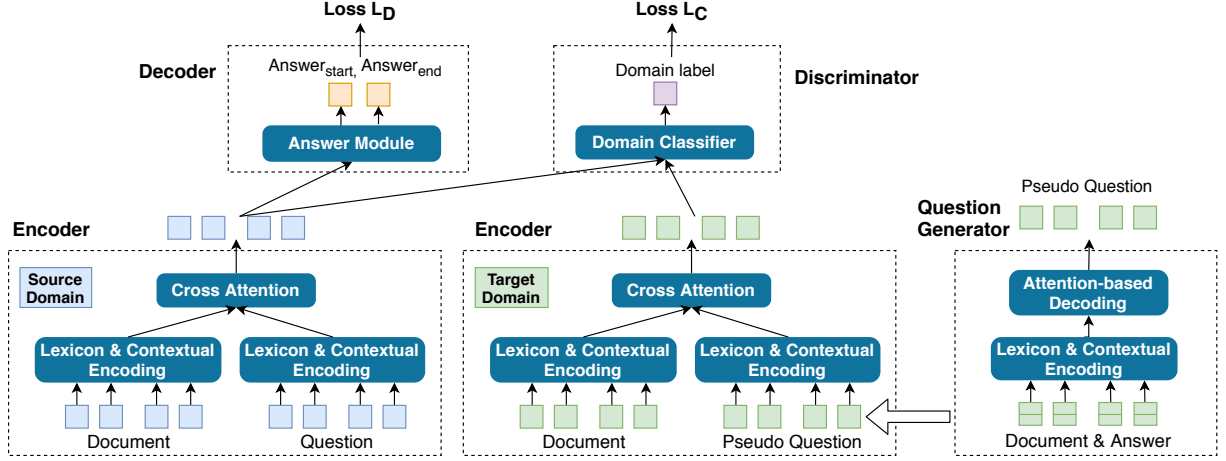 Loss L_D
Loss L_C
Decoder
Answer_start, Answer_end
Answer Module
Domain label
Domain Classifier
Discriminator
Encoder
Source
Domain
Cross Attention
Lexicon & Contextual
Encoding
Lexicon & Contextual
Encoding
Document
Question
Encoder
Target
Domain
Cross Attention
Lexicon & Contextual
Encoding
Lexicon & Contextual
Encoding
Document
Pseudo Question
Pseudo Question
Question
Generator
Attention-based
Decoding
Lexicon & Contextual
Encoding
Document & Answer